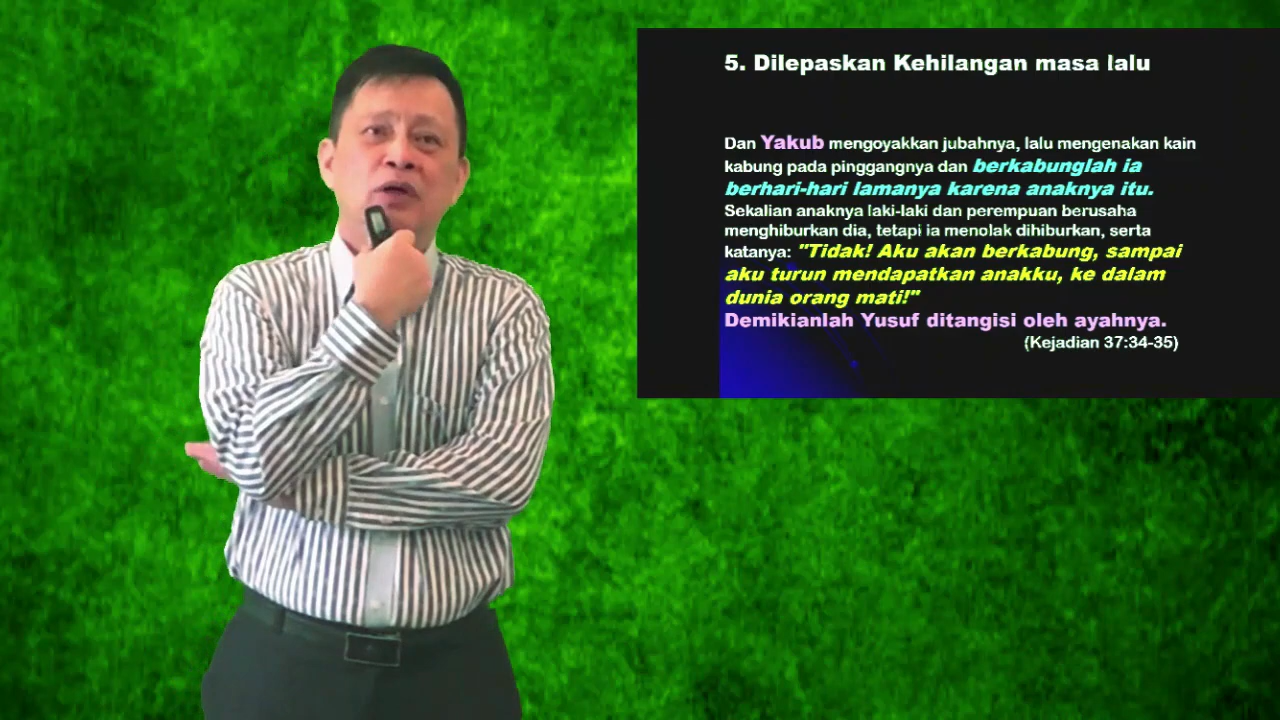 5. Dilepaskan Kehilangan masa lalu
Dan Yakub mengoyakkan jubahnya, lalu mengenakan kain
kabung pada pinggangnya dan berkabunglah ia
berhari-hari lamanya karena anaknya itu.
Sekalian anaknya laki-laki dan perempuan berusaha
menghiburkan dia, tetapi ia menolak dihiburkan, serta
katanya: "Tidak! Aku akan berkabung, sampai
aku turun mendapatkan anakku, ke dalam
dunia orang mati!"
Demikianlah Yusuf ditangisi oleh ayahnya.
(Kejadian 37:34-35)